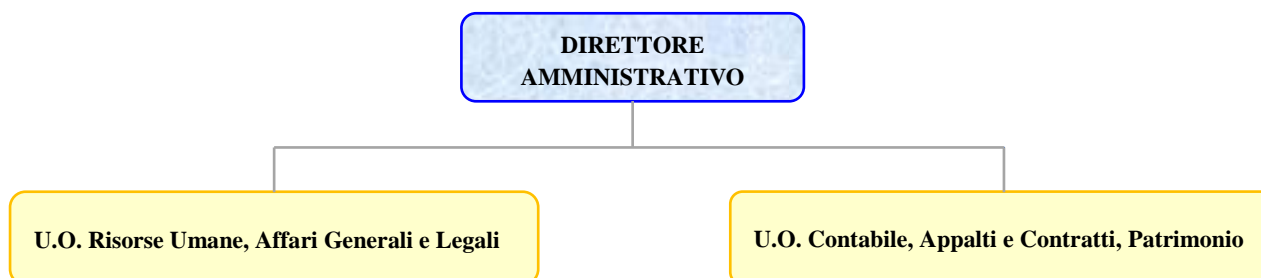 DIRETTORE
AMMINISTRATIVO
U.O. Risorse Umane, Affari Generali e Legali
U.O. Contabile, Appalti e Contratti, Patrimonio